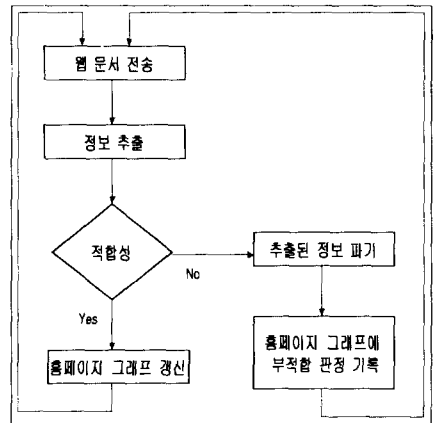 웹 문서 전송
정보 추출
적합성
No
추출된 정보 파기
Yes
홈페이지 그래프 갱신
홈페이지 그래프에
부적합 판정 기록